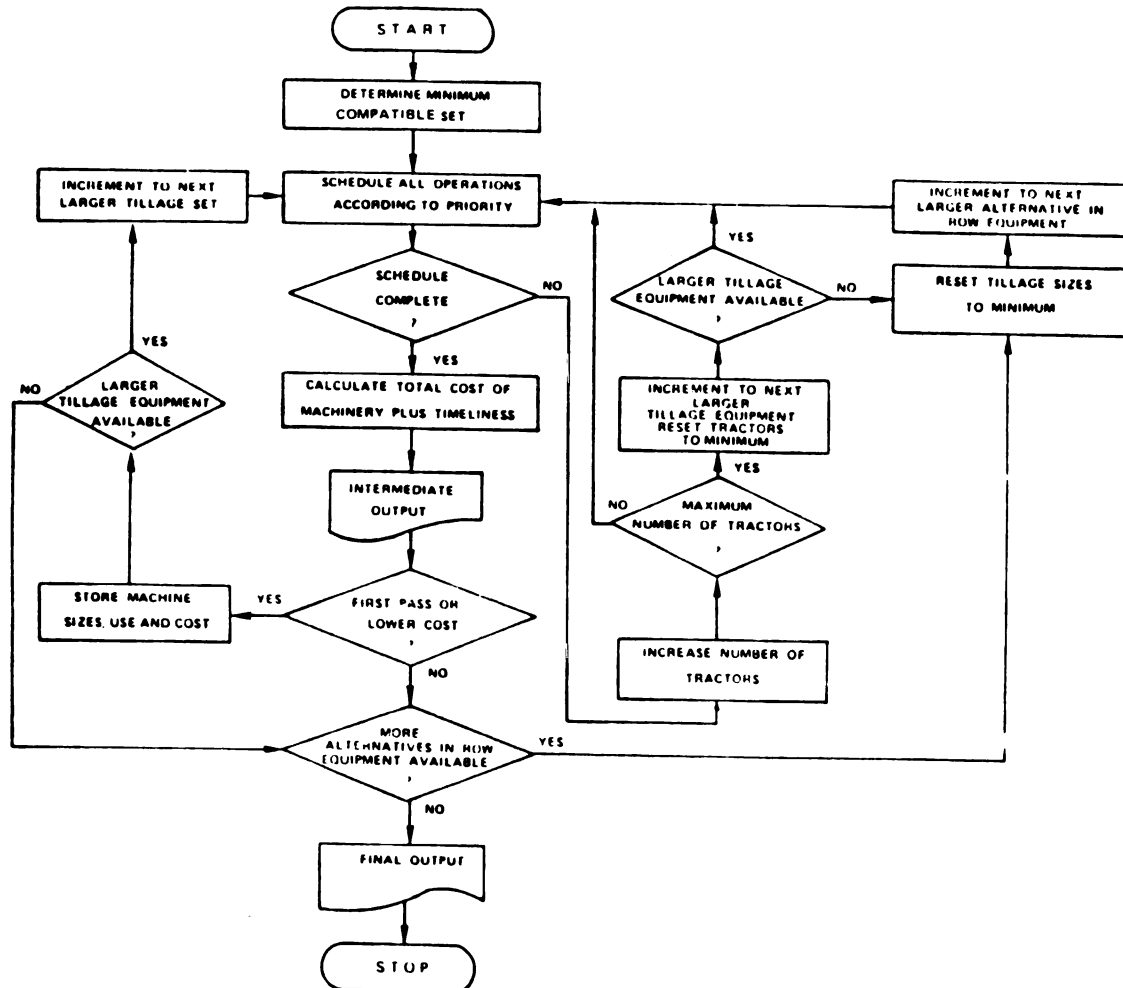 START
DETERMINE MINIMUM
COMPATIBLE SET
INCREMENT TO NEXT
LARGER TILLAGE SET
SCHEDULE ALL OPERATIONS
ACCORDING TO PRIORITY
INCREMENT TO NEXT
LARGER ALTERNATIVE IN
ROW EQUIPMENT
YES
SCHEDULE
COMPLETE
?
NO
LARGER TILLAGE
EQUIPMENT AVAILABLE
?
NO
RESET TILLAGE SIZES
TO MINIMUM
YES
YES
NO
LARGER
TILLAGE EQUIPMENT
AVAILABLE
?
CALCULATE TOTAL COST OF
MACHINERY PLUS TIMELINESS
INCREMENT TO NEXT
LARGER
TILLAGE EQUIPMENT
RESET TRACTORS
TO MINIMUM
YES
INTERMEDIATE
OUTPUT
NO
MAXIMUM
NUMBER OF TRACTORS
?
STORE MACHINE
SIZES, USE AND COST
YES
FIRST PASS OR
LOWER COST
?
NO
INCREASE NUMBER OF
TRACTORS
MORE
ALTERNATIVES IN ROW
EQUIPMENT AVAILABLE
?
YES
NO
FINAL OUTPUT
STOP